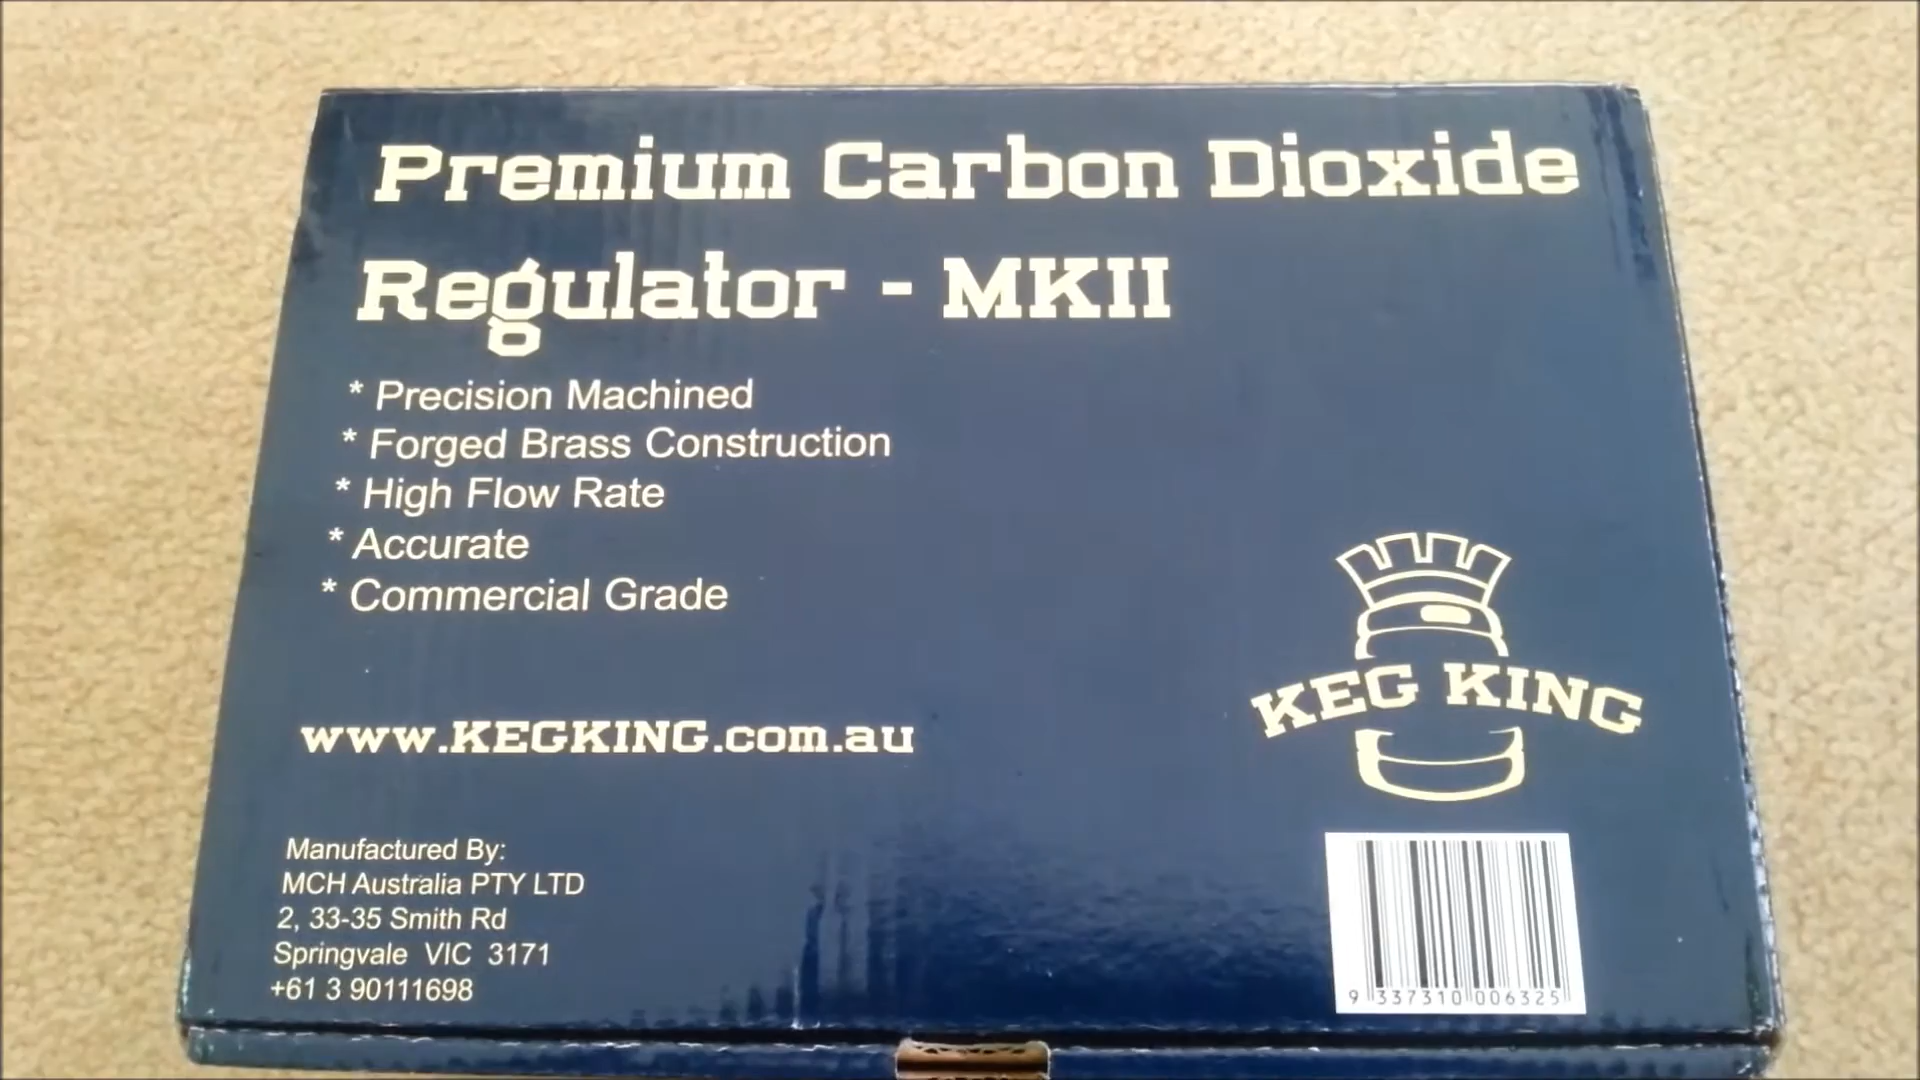 Premium Carbon Dioxide
Regulator - MKII
* Precision Machined
* Forged Brass Construction
* High Flow Rate
* Accurate
* Commercial Grade
KEG KING
www.KEGKING.com.au
Manufactured By:
MCH Australia PTY LTD
2, 33-35 Smith Rd
Springvale VIC 3171
+61 3 90111698
9 337310 006325